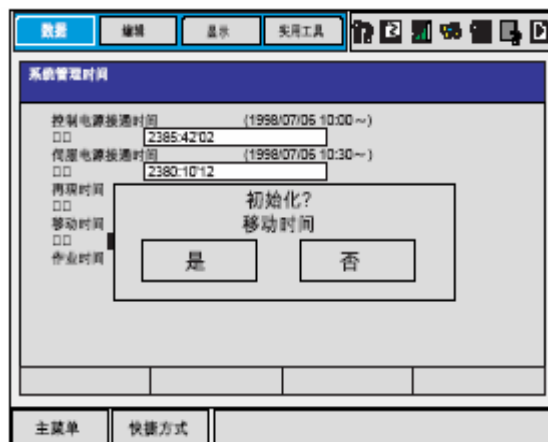 数据 编辑 显示 实用工具
系统管理时间
控制电源接通时间 (1998/07/06 10:00～)
□□ 2385:42'02
伺服电源接通时间 (1998/07/06 10:30～)
□□ 2380:10'12
再现时间
□□
移动时间
□□
作业时间
初始化?
移动时间
是 否
主菜单 快捷方式